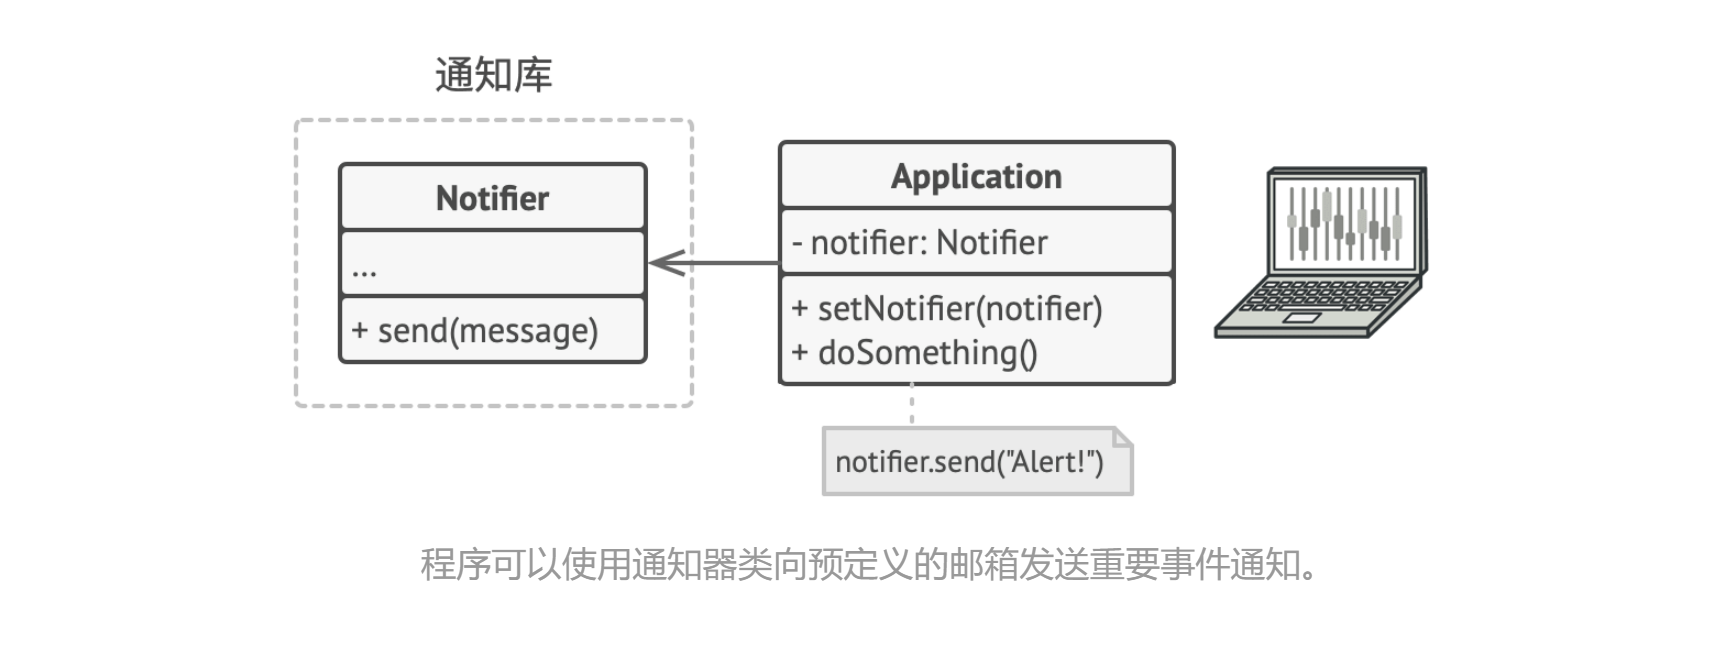 通知库
Notifier
...
+ send(message)
Application
- notifier: Notifier
+ setNotifier(notifier)
+ doSomething()
notifier.send("Alert!")
程序可以使用通知器类向预定义的邮箱发送重要事件通知。